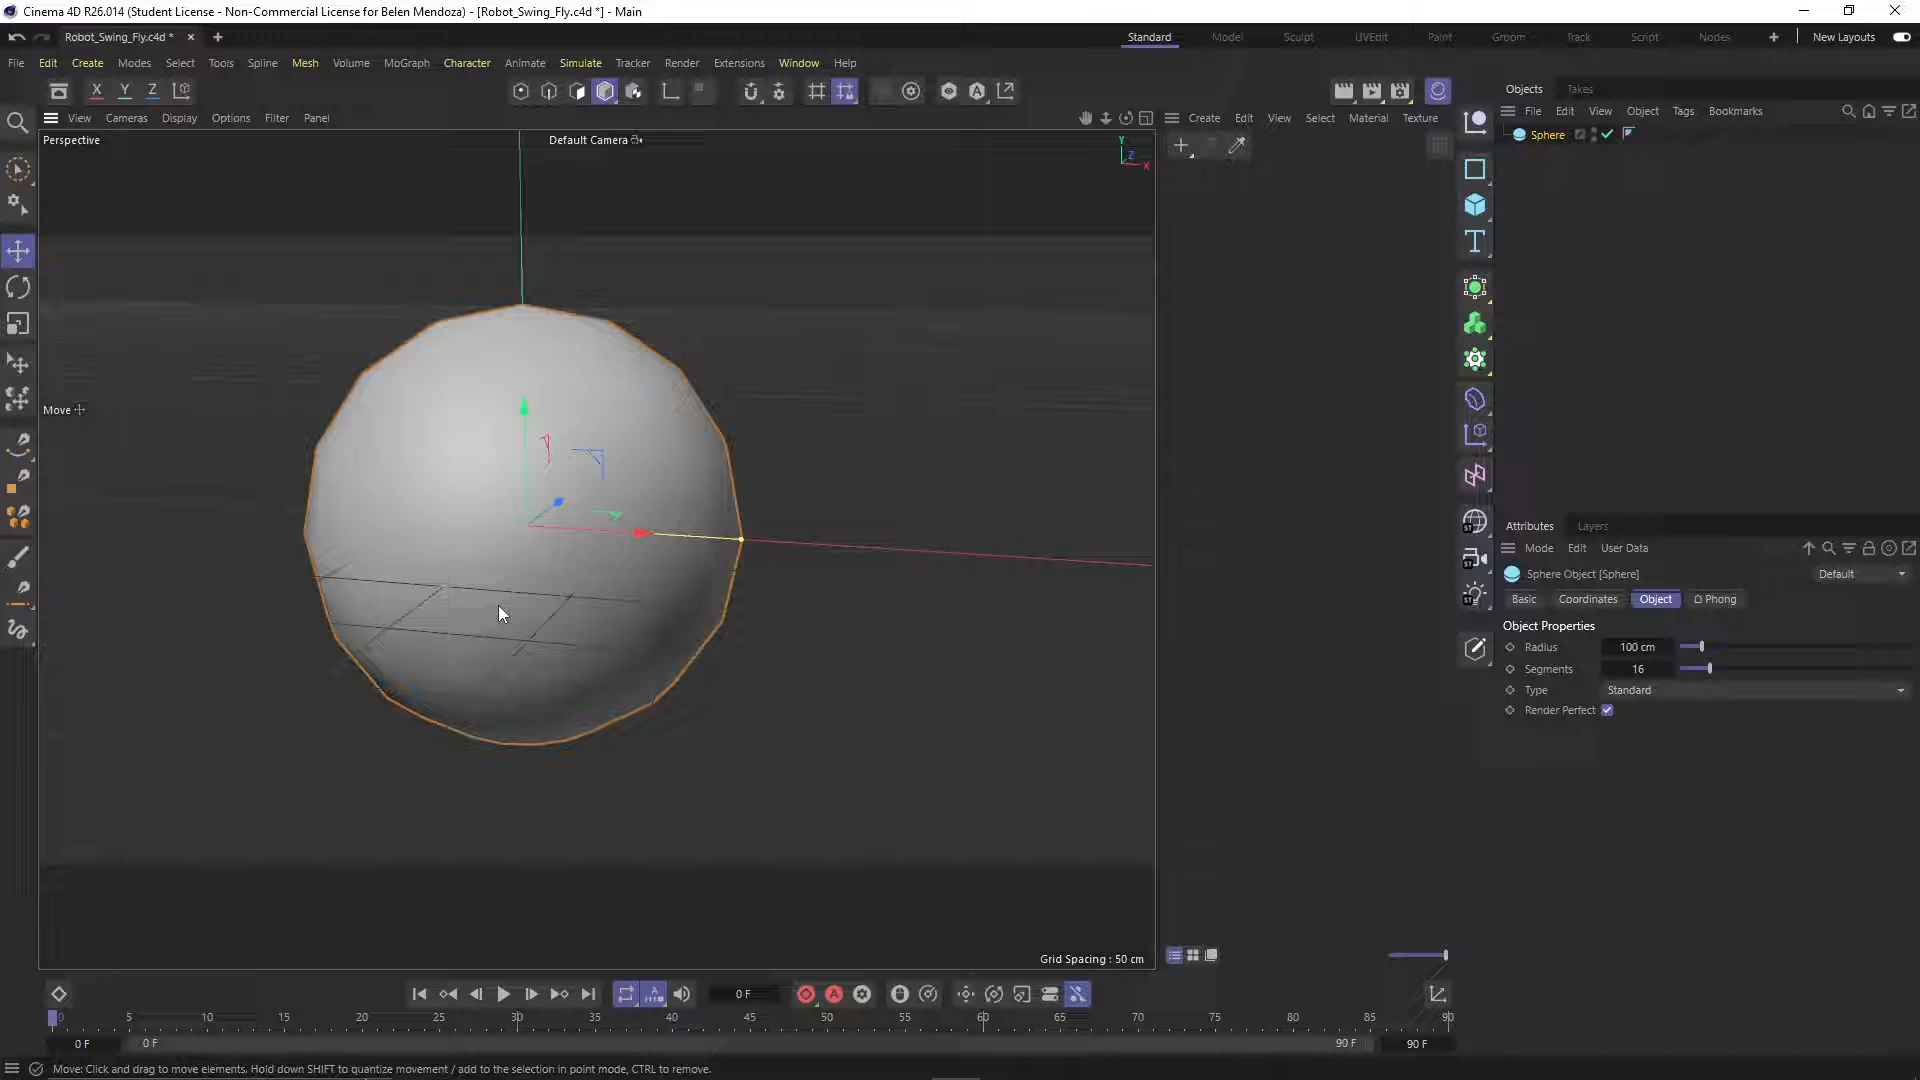 Cinema 4D R26.014 (Student License - Non-Commercial License for Belen Mendoza) - [Robot_Swing_Fly.c4d *] - Main
Robot_Swing_Fly.c4d *
Standard Model Sculpt UVEdit Paint Groom Track Script Nodes New Layouts
File Edit Create Modes Select Tools Spline Mesh Volume MoGraph Character Animate Simulate Tracker Render Extensions Window Help
X Y Z
Objects Takes
File Edit View Object Tags Bookmarks
View Cameras Display Options Filter Panel
Create Edit View Select Material Texture
Sphere
Perspective
Default Camera
Y
Z
X
Move
Attributes Layers
Mode Edit User Data
Sphere Object [Sphere]
Default
Basic Coordinates Object Phong
Object Properties
Radius 100 cm
Segments 16
Type Standard
Render Perfect
Grid Spacing : 50 cm
0 F
0 5 10 15 20 25 30 35 40 45 50 55 60 65 70 75 80 85 90
0 F 0 F 90 F 90 F
Move: Click and drag to move elements. Hold down SHIFT to quantize movement / add to the selection in point mode, CTRL to remove.